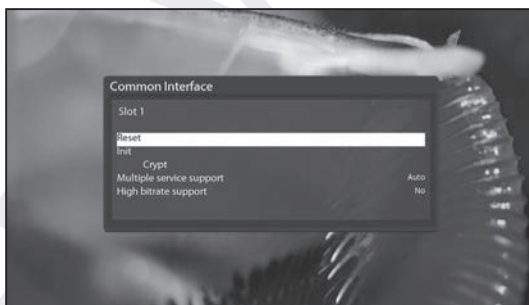 Common Interface
Slot 1
Reset
Init
Crypt
Multiple service support Auto
High bitrate support No